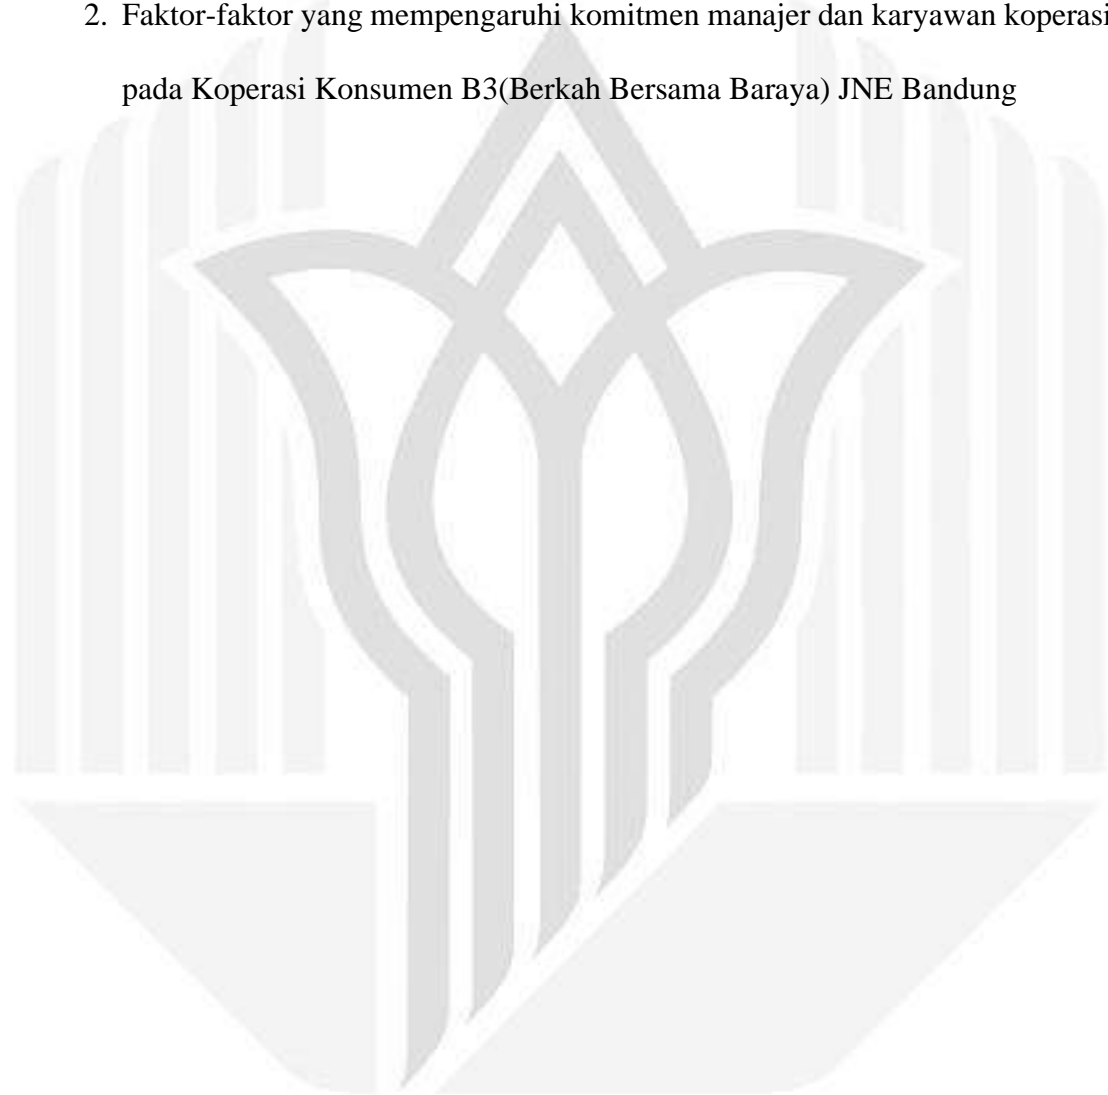 2. Faktor-faktor yang mempengaruhi komitmen manajer dan karyawan koperasi
pada Koperasi Konsumen B3(Berkah Bersama Baraya) JNE Bandung